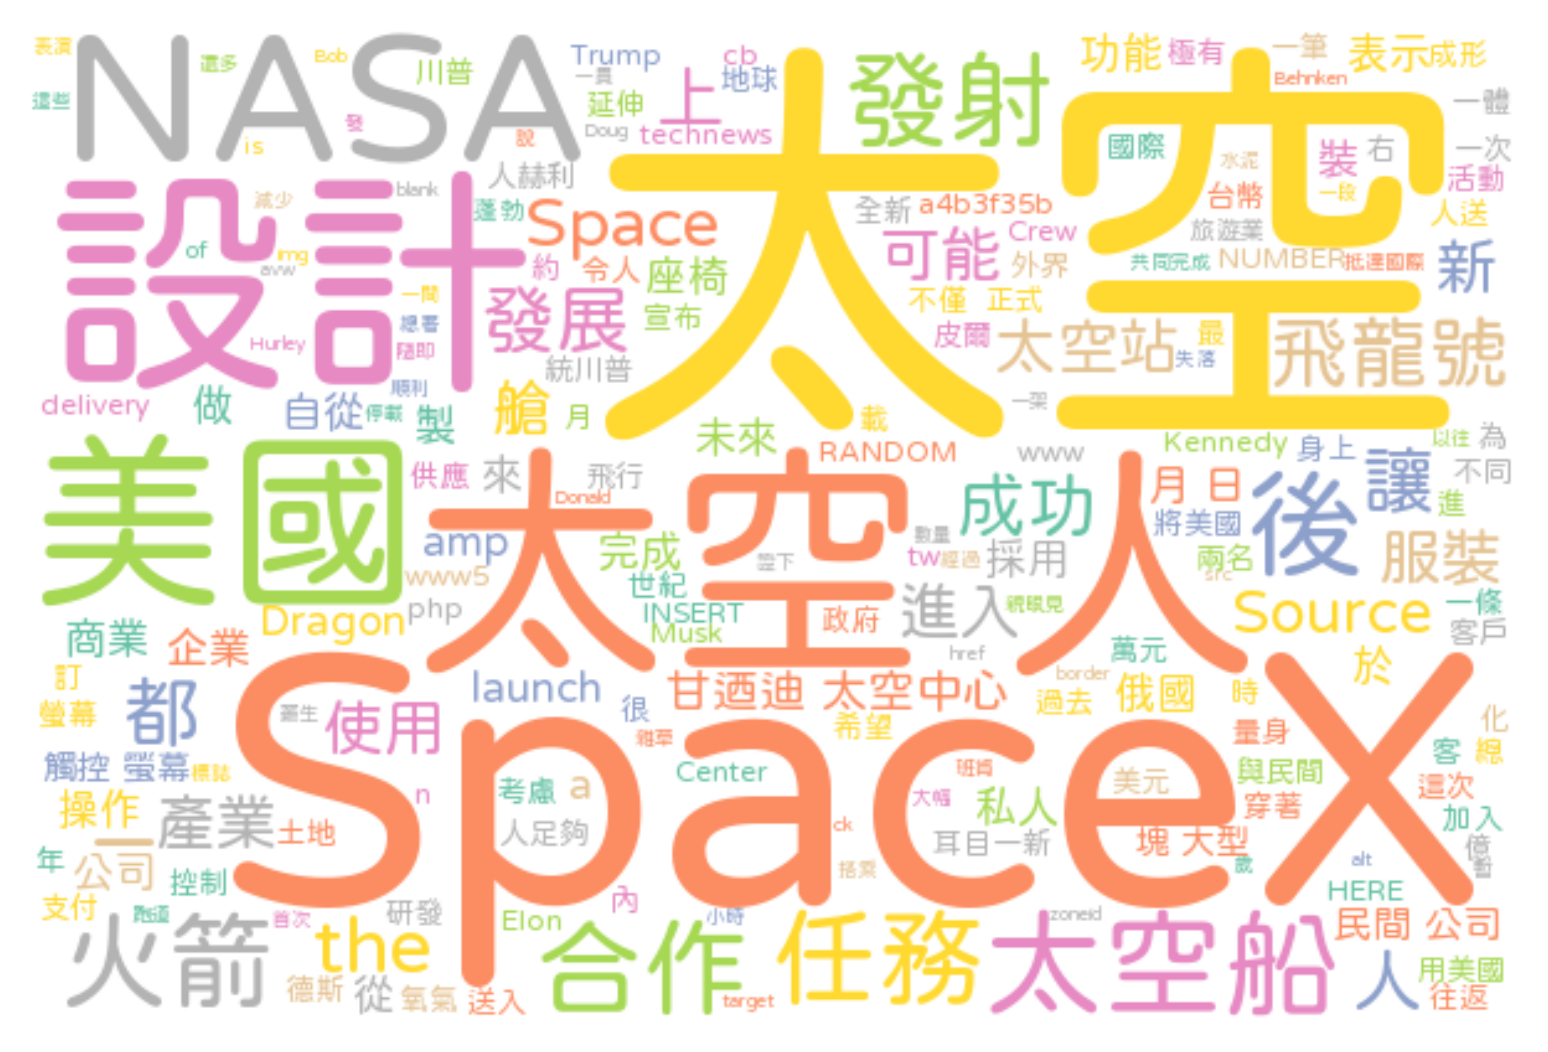 表演
還多
Bob
川普
Trump
一貫
cb
地球
功能
極有
一筆
表示
成形
這些
NASA
上
延伸
發射
太空
Behnken
一體
is
Doug
technews
國際
水泥
裝
右
一次
設計
減少
blank
人赫利
蓬勃
Space
全新
a4b3f35b
台幣
一段
活動
人送
of
img
avw
約
令人
座椅
可能
Crew
外界
旅遊業
共同完成
NUMBER
抵達國際
新
一間
總署
隨即
發展
宣布
不僅
正式
皮爾
太空站
最
失落
飛龍號
Hurley
統川普
順利
delivery
做
自從
停載
製
艙
月
未來
載
一架
RANDOM
www
Kennedy
身上
以往
為
不同
美國
供應
來
飛行
Donald
太空人
成功
月 日
後
讓
進
amp
完成
數量
tw
經過
採用
將美國
兩名
src
服裝
www5
php
世紀
INSERT
Musk
政府
進入
視眼見
Source
一條
客戶
商業
企業
Dragon
href
萬元
訂
螢幕
都
launch
很
甘迺迪 太空中心
border
過去
俄國
時
於
使用
希望
雜草
量身
化
觸控 螢幕
標誌
SpaceX
Center
班肯
美元
與民間
客
總
操作
一
產業
土地
n
考慮
a
人足夠
大幅
私人
穿著
這次
加入
ck
耳目一新
塊 大型
億
年
公司
控制
搭乘
歲
alt
HERE
支付
跑道
首次
研發
Elon
內
小時
zoneid
民間 公司
火箭
the
合作
任務
太空船
人
用美國
德斯
從
氧氣
送入
target
往返